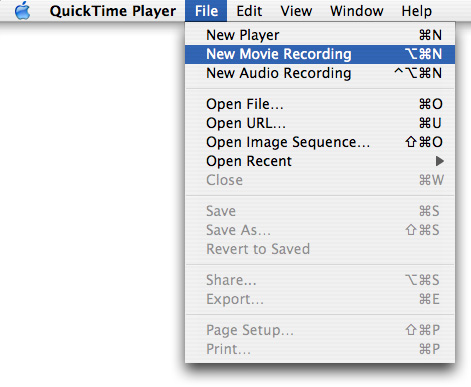 QuickTime Player File Edit View Window Help
New Player ⌘N
New Movie Recording ⌥⌘N
New Audio Recording ^⌥⌘N
Open File... ⌘O
Open URL... ⌘U
Open Image Sequence... ⇧⌘O
Open Recent ▶
Close ⌘W
Save ⌘S
Save As... ⇧⌘S
Revert to Saved
Share... ⌥⌘S
Export... ⌘E
Page Setup... ⇧⌘P
Print... ⌘P